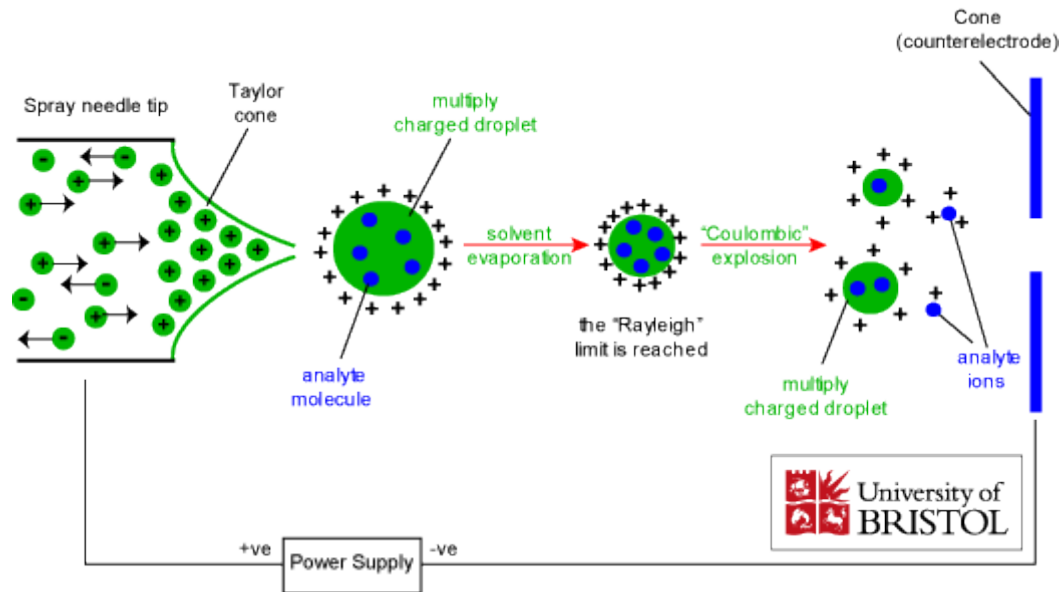 Cone
(counterelectrode)
Spray needle tip
Taylor
cone
multiply
charged droplet
solvent
evaporation
"Coulombic"
explosion
the "Rayleigh"
limit is reached
analyte
molecule
multiply
charged droplet
analyte
ions
University of
BRISTOL
+ve
Power Supply
-ve